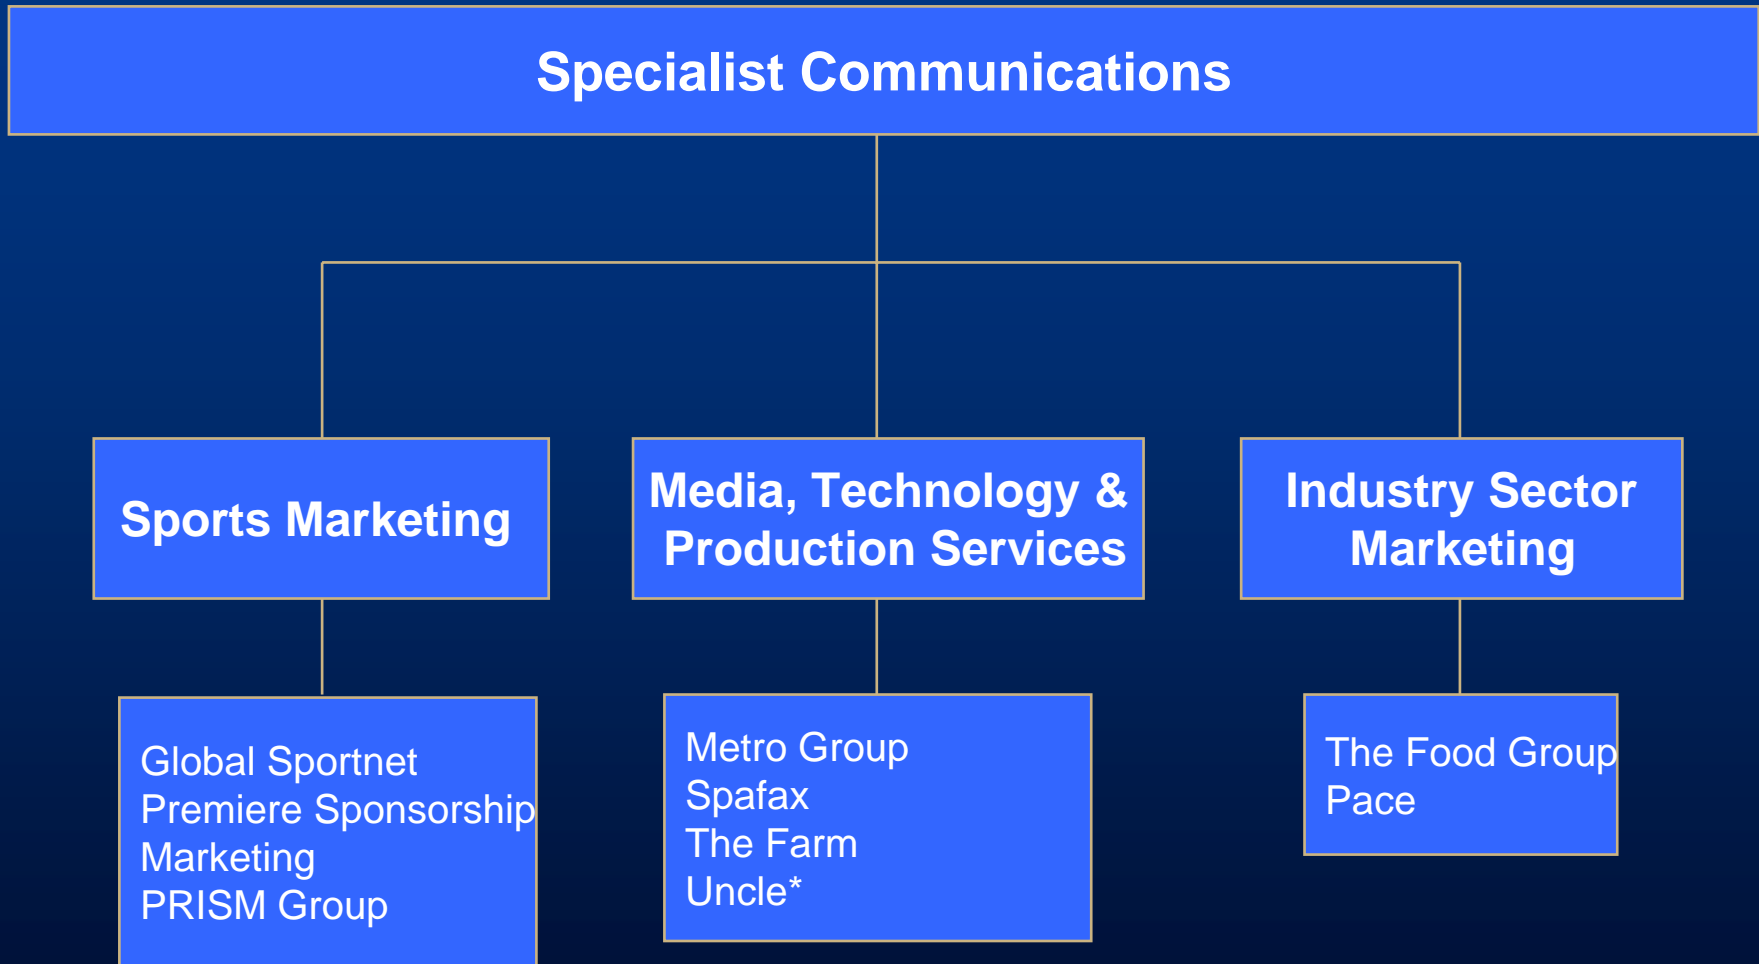 Specialist Communications
Sports Marketing
Media, Technology &
Production Services
Industry Sector
Marketing
Global Sportnet
Premiere Sponsorship
Marketing
PRISM Group
Metro Group
Spafax
The Farm
Uncle*
The Food Group
Pace